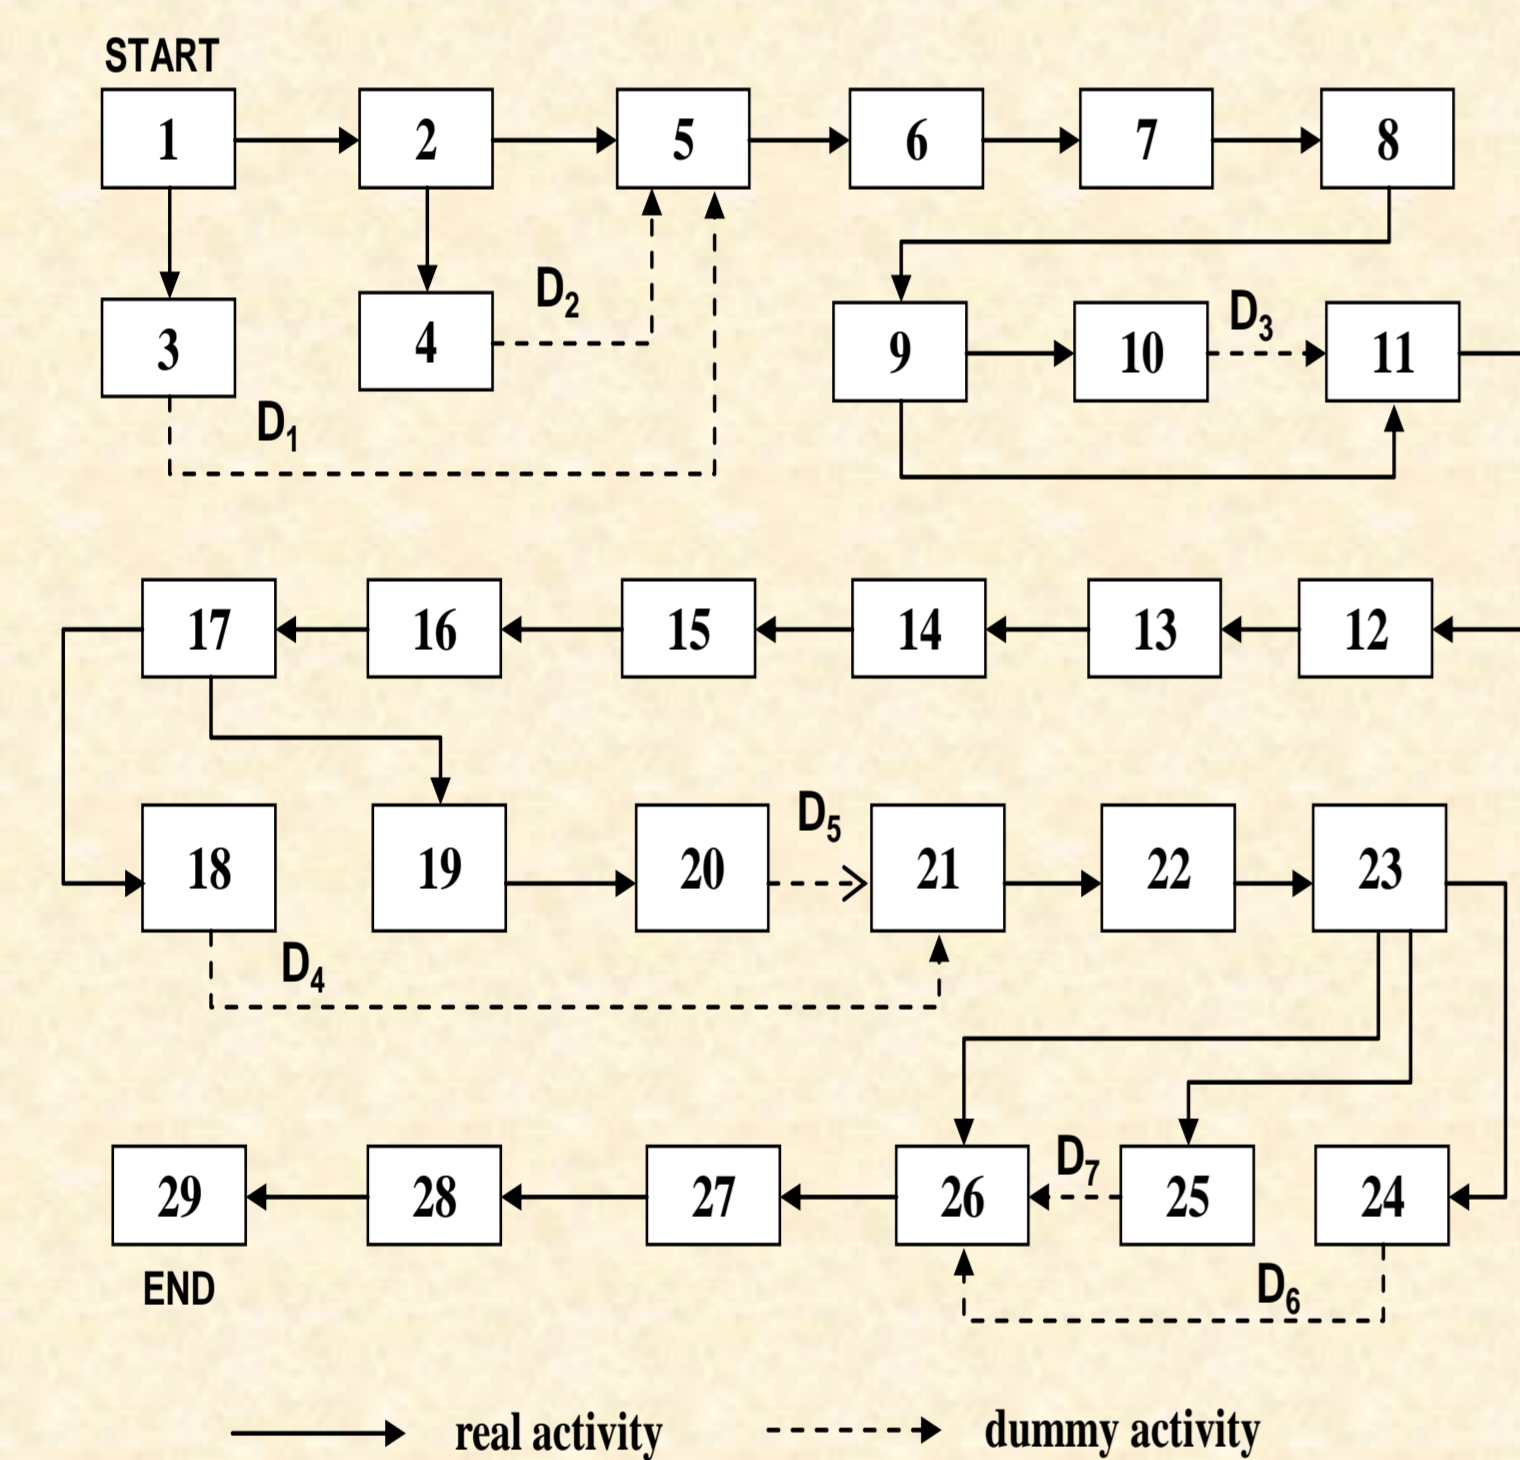 START
1 2 5 6 7 8
D2
3 4 9 10 D3 11
D1
17 16 15 14 13 12
D5
18 19 20 21 22 23
D4
D7
29 28 27 26 25 24
END
D6
real activity dummy activity